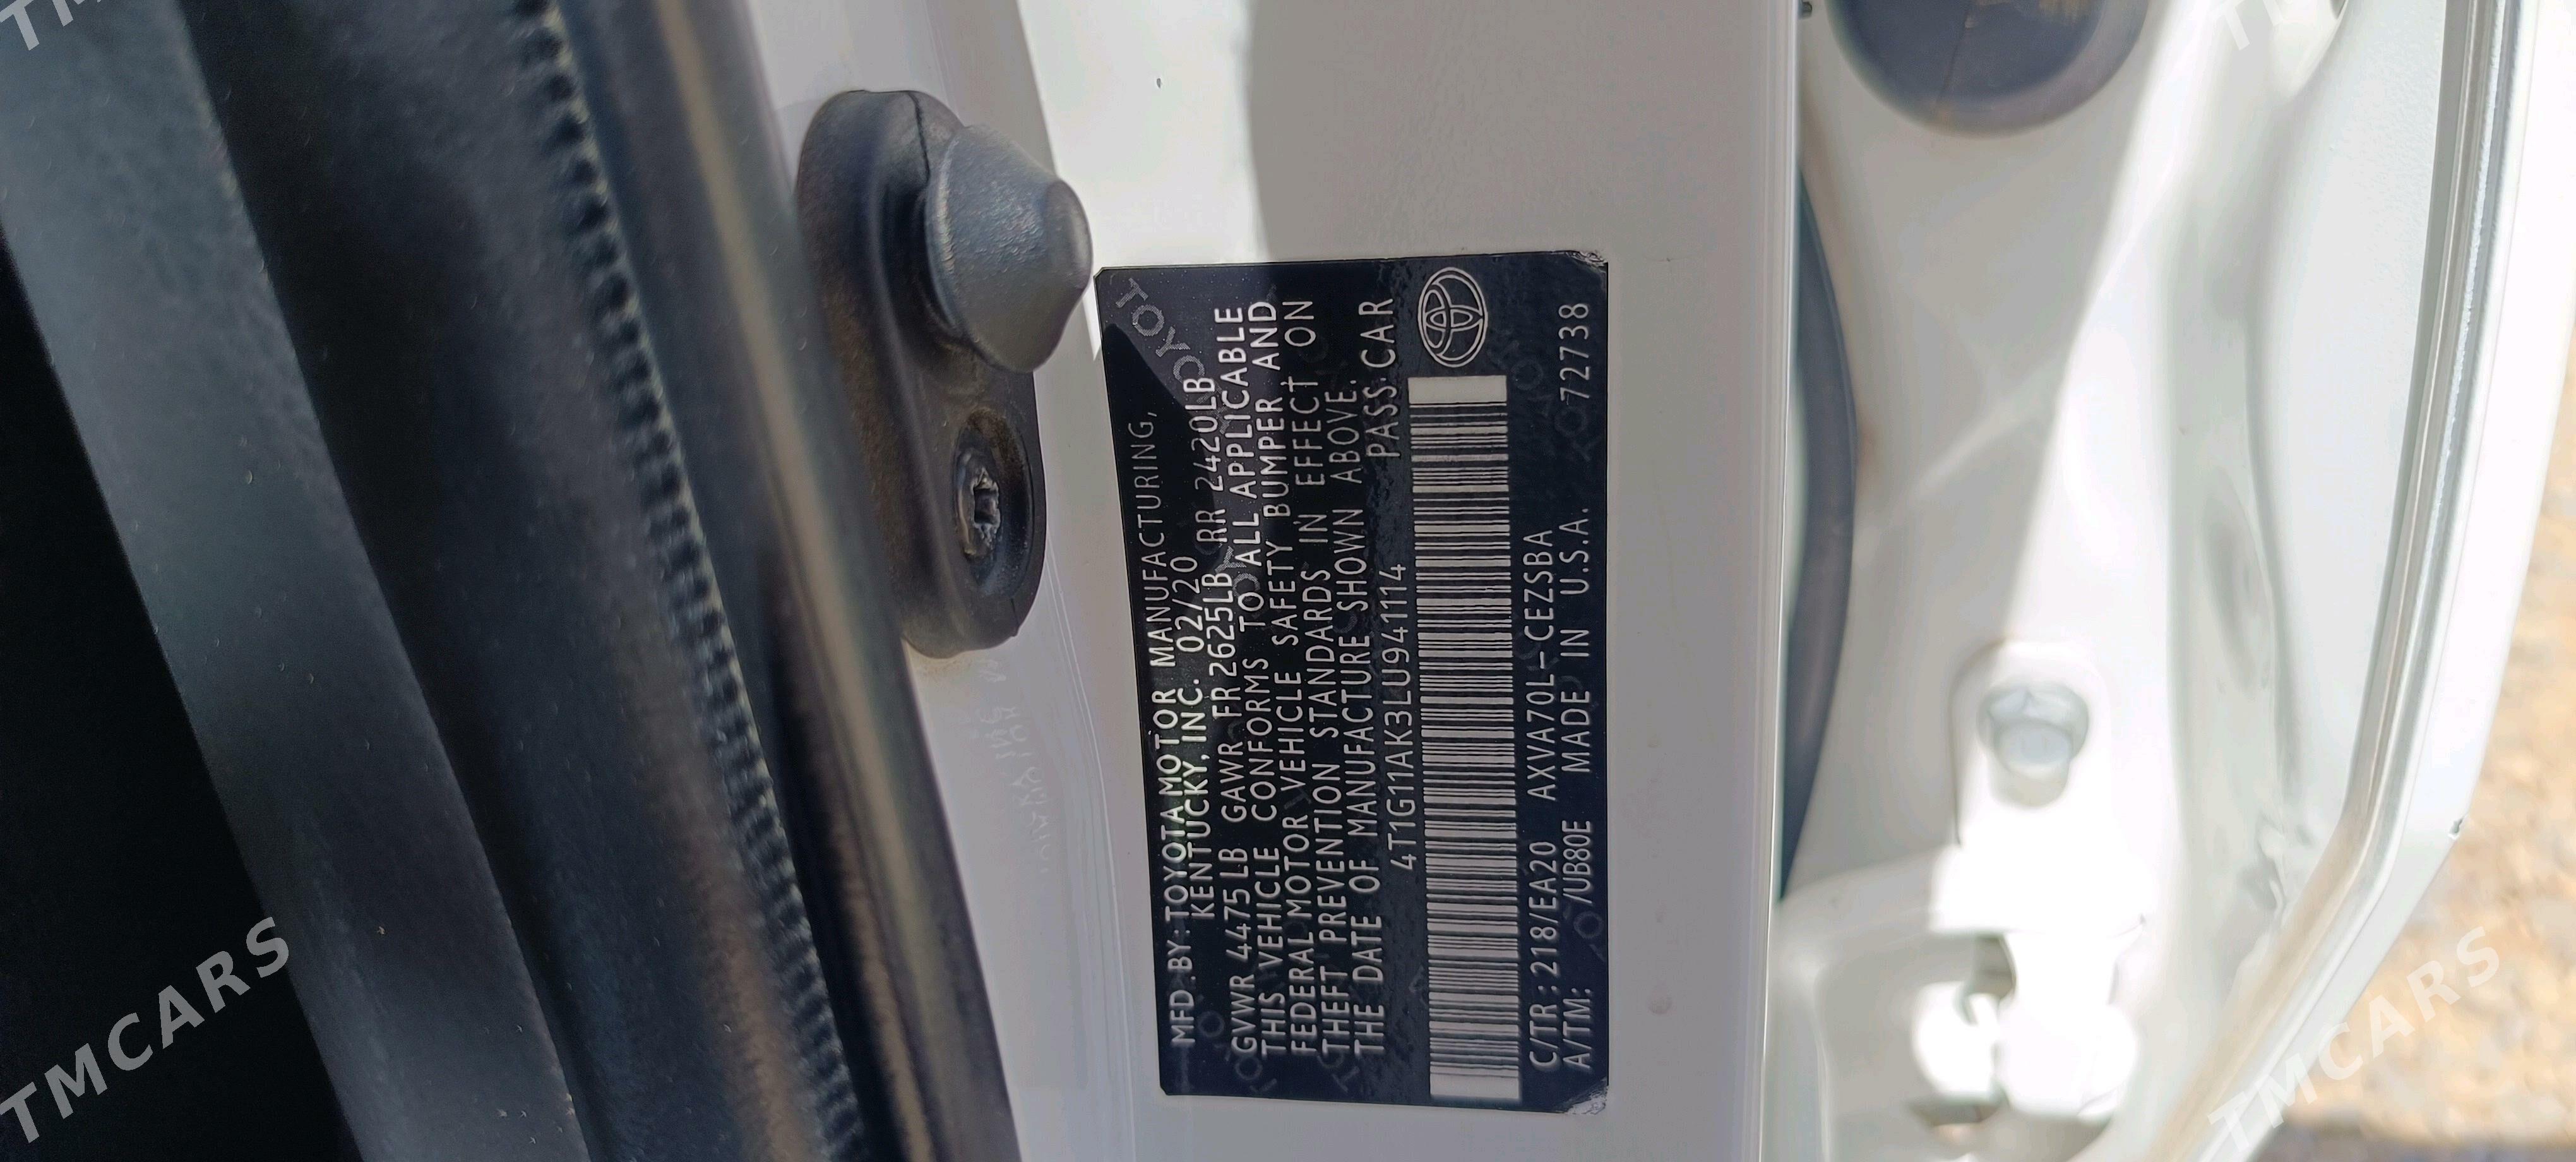 MFD. BY: TOYOTA MOTOR MANUFACTURING,
KENTUCKY, INC. 02/20
GVWR 4475LB GAWR FR 2625LB RR 2420LB
THIS VEHICLE CONFORMS TO ALL APPLICABLE
FEDERAL MOTOR VEHICLE SAFETY BUMPER AND
THEFT PREVENTION STANDARDS IN EFFECT ON
THE DATE OF MANUFACTURE SHOWN ABOVE.
4T1G11AK3LU941114 PASS.CAR
C/TR:218/EA20 AXVA70L-CEZSBA
A/TM: /UB80E MADE IN U.S.A. 72738
TMCARS
TMCARS